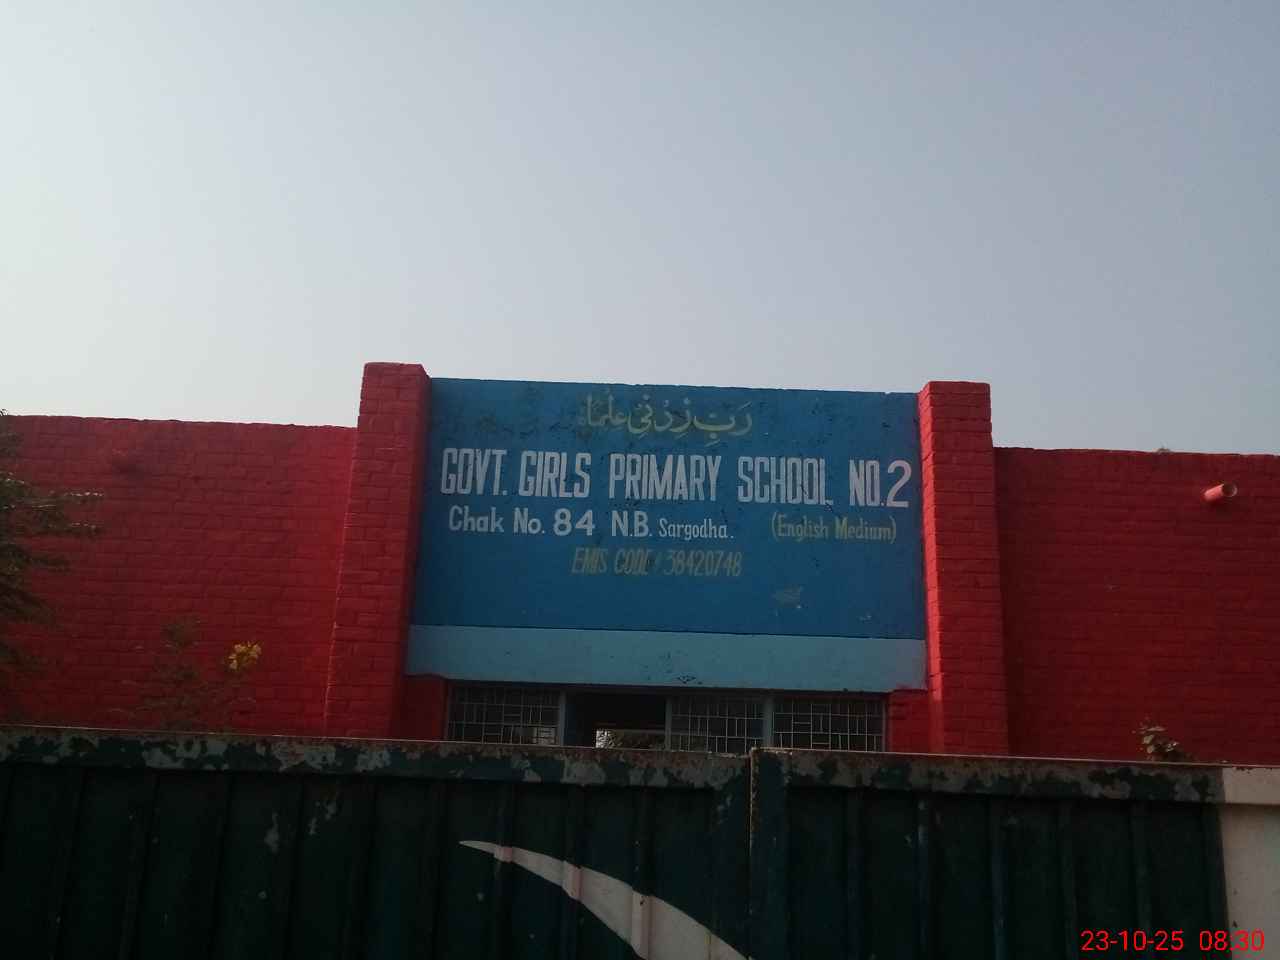 رَبِّ زِدْنِي عِلْمًا
GOVT. GIRLS PRIMARY SCHOOL NO.2
Chak No. 84 N.B. Sargodha.
(English Medium)
EMIS CODE # 38420748
23-10-25 08:30